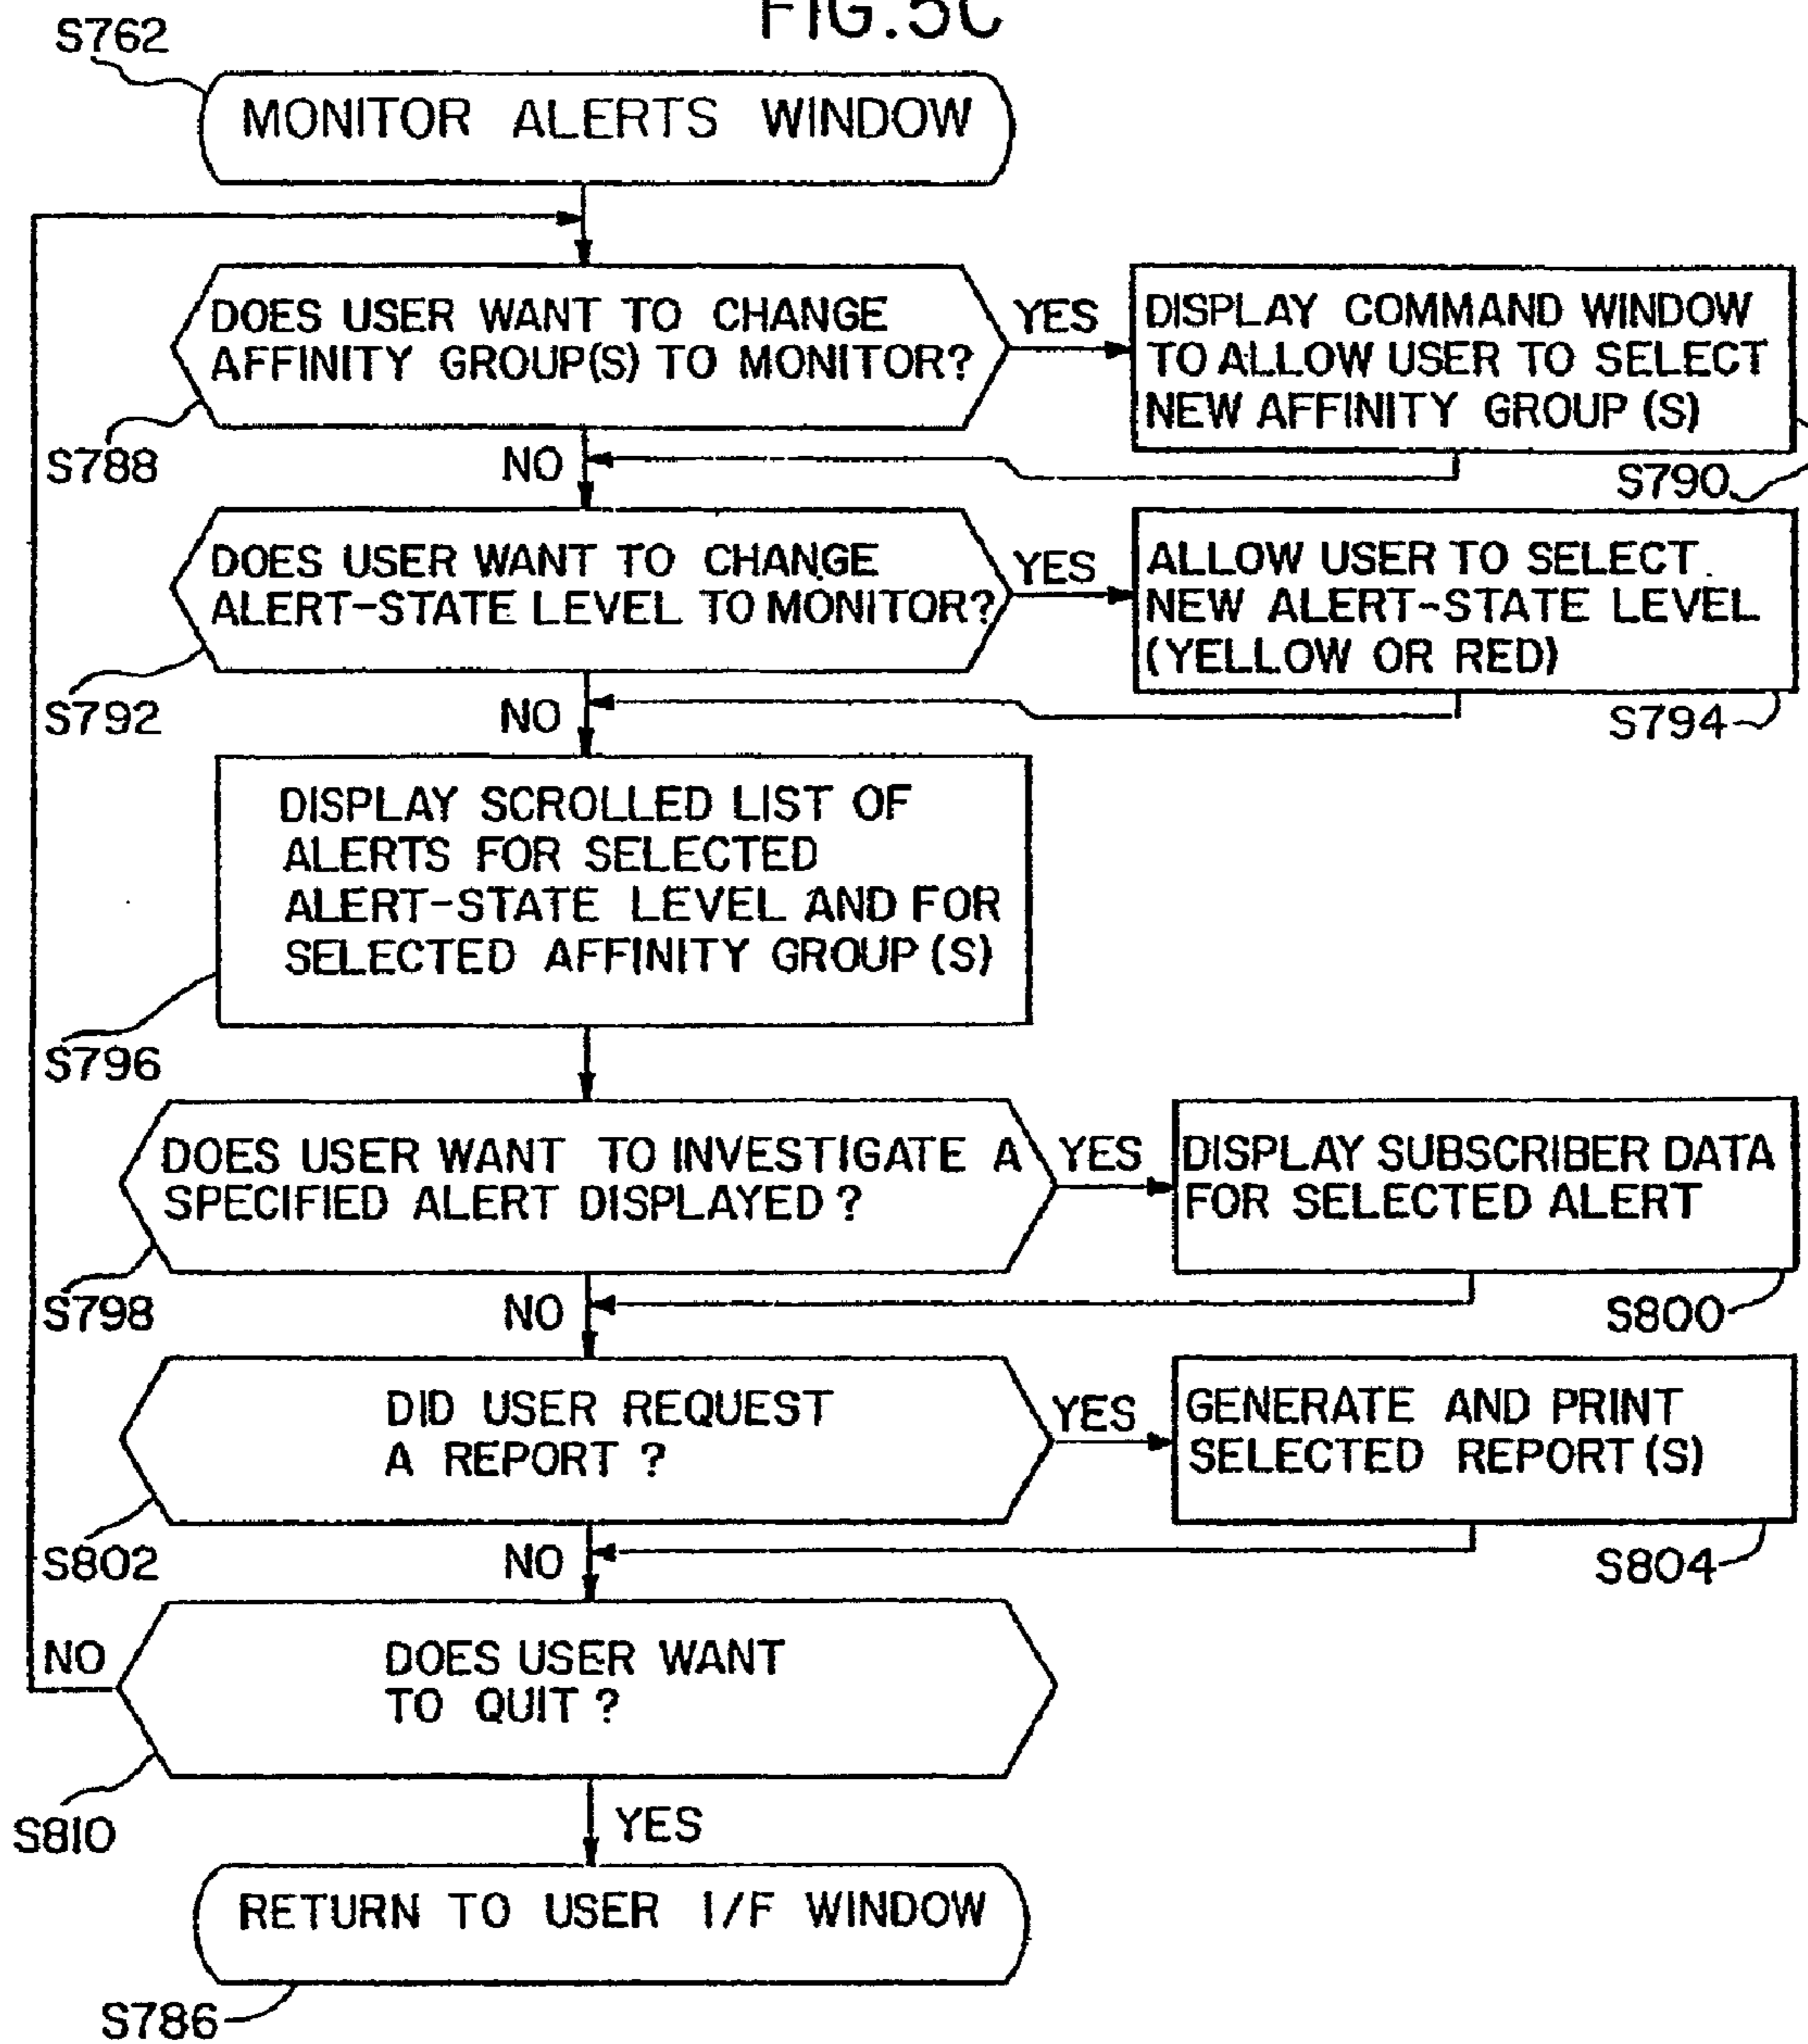 FIG.5C
S762
MONITOR ALERTS WINDOW
DOES USER WANT TO CHANGE
AFFINITY GROUP(S) TO MONITOR?
YES
DISPLAY COMMAND WINDOW
TO ALLOW USER TO SELECT
NEW AFFINITY GROUP (S)
S788
NO
S790
DOES USER WANT TO CHANGE
ALERT-STATE LEVEL TO MONITOR?
YES
ALLOW USER TO SELECT
NEW ALERT-STATE LEVEL
(YELLOW OR RED)
S792
NO
S794
DISPLAY SCROLLED LIST OF
ALERTS FOR SELECTED
ALERT-STATE LEVEL AND FOR
SELECTED AFFINITY GROUP (S)
S796
DOES USER WANT TO INVESTIGATE A
SPECIFIED ALERT DISPLAYED ?
YES
DISPLAY SUBSCRIBER DATA
FOR SELECTED ALERT
S798
NO
S800
DID USER REQUEST
A REPORT ?
YES
GENERATE AND PRINT
SELECTED REPORT (S)
S802
NO
S804
NO
DOES USER WANT
TO QUIT ?
S810
YES
RETURN TO USER I/F WINDOW
S786